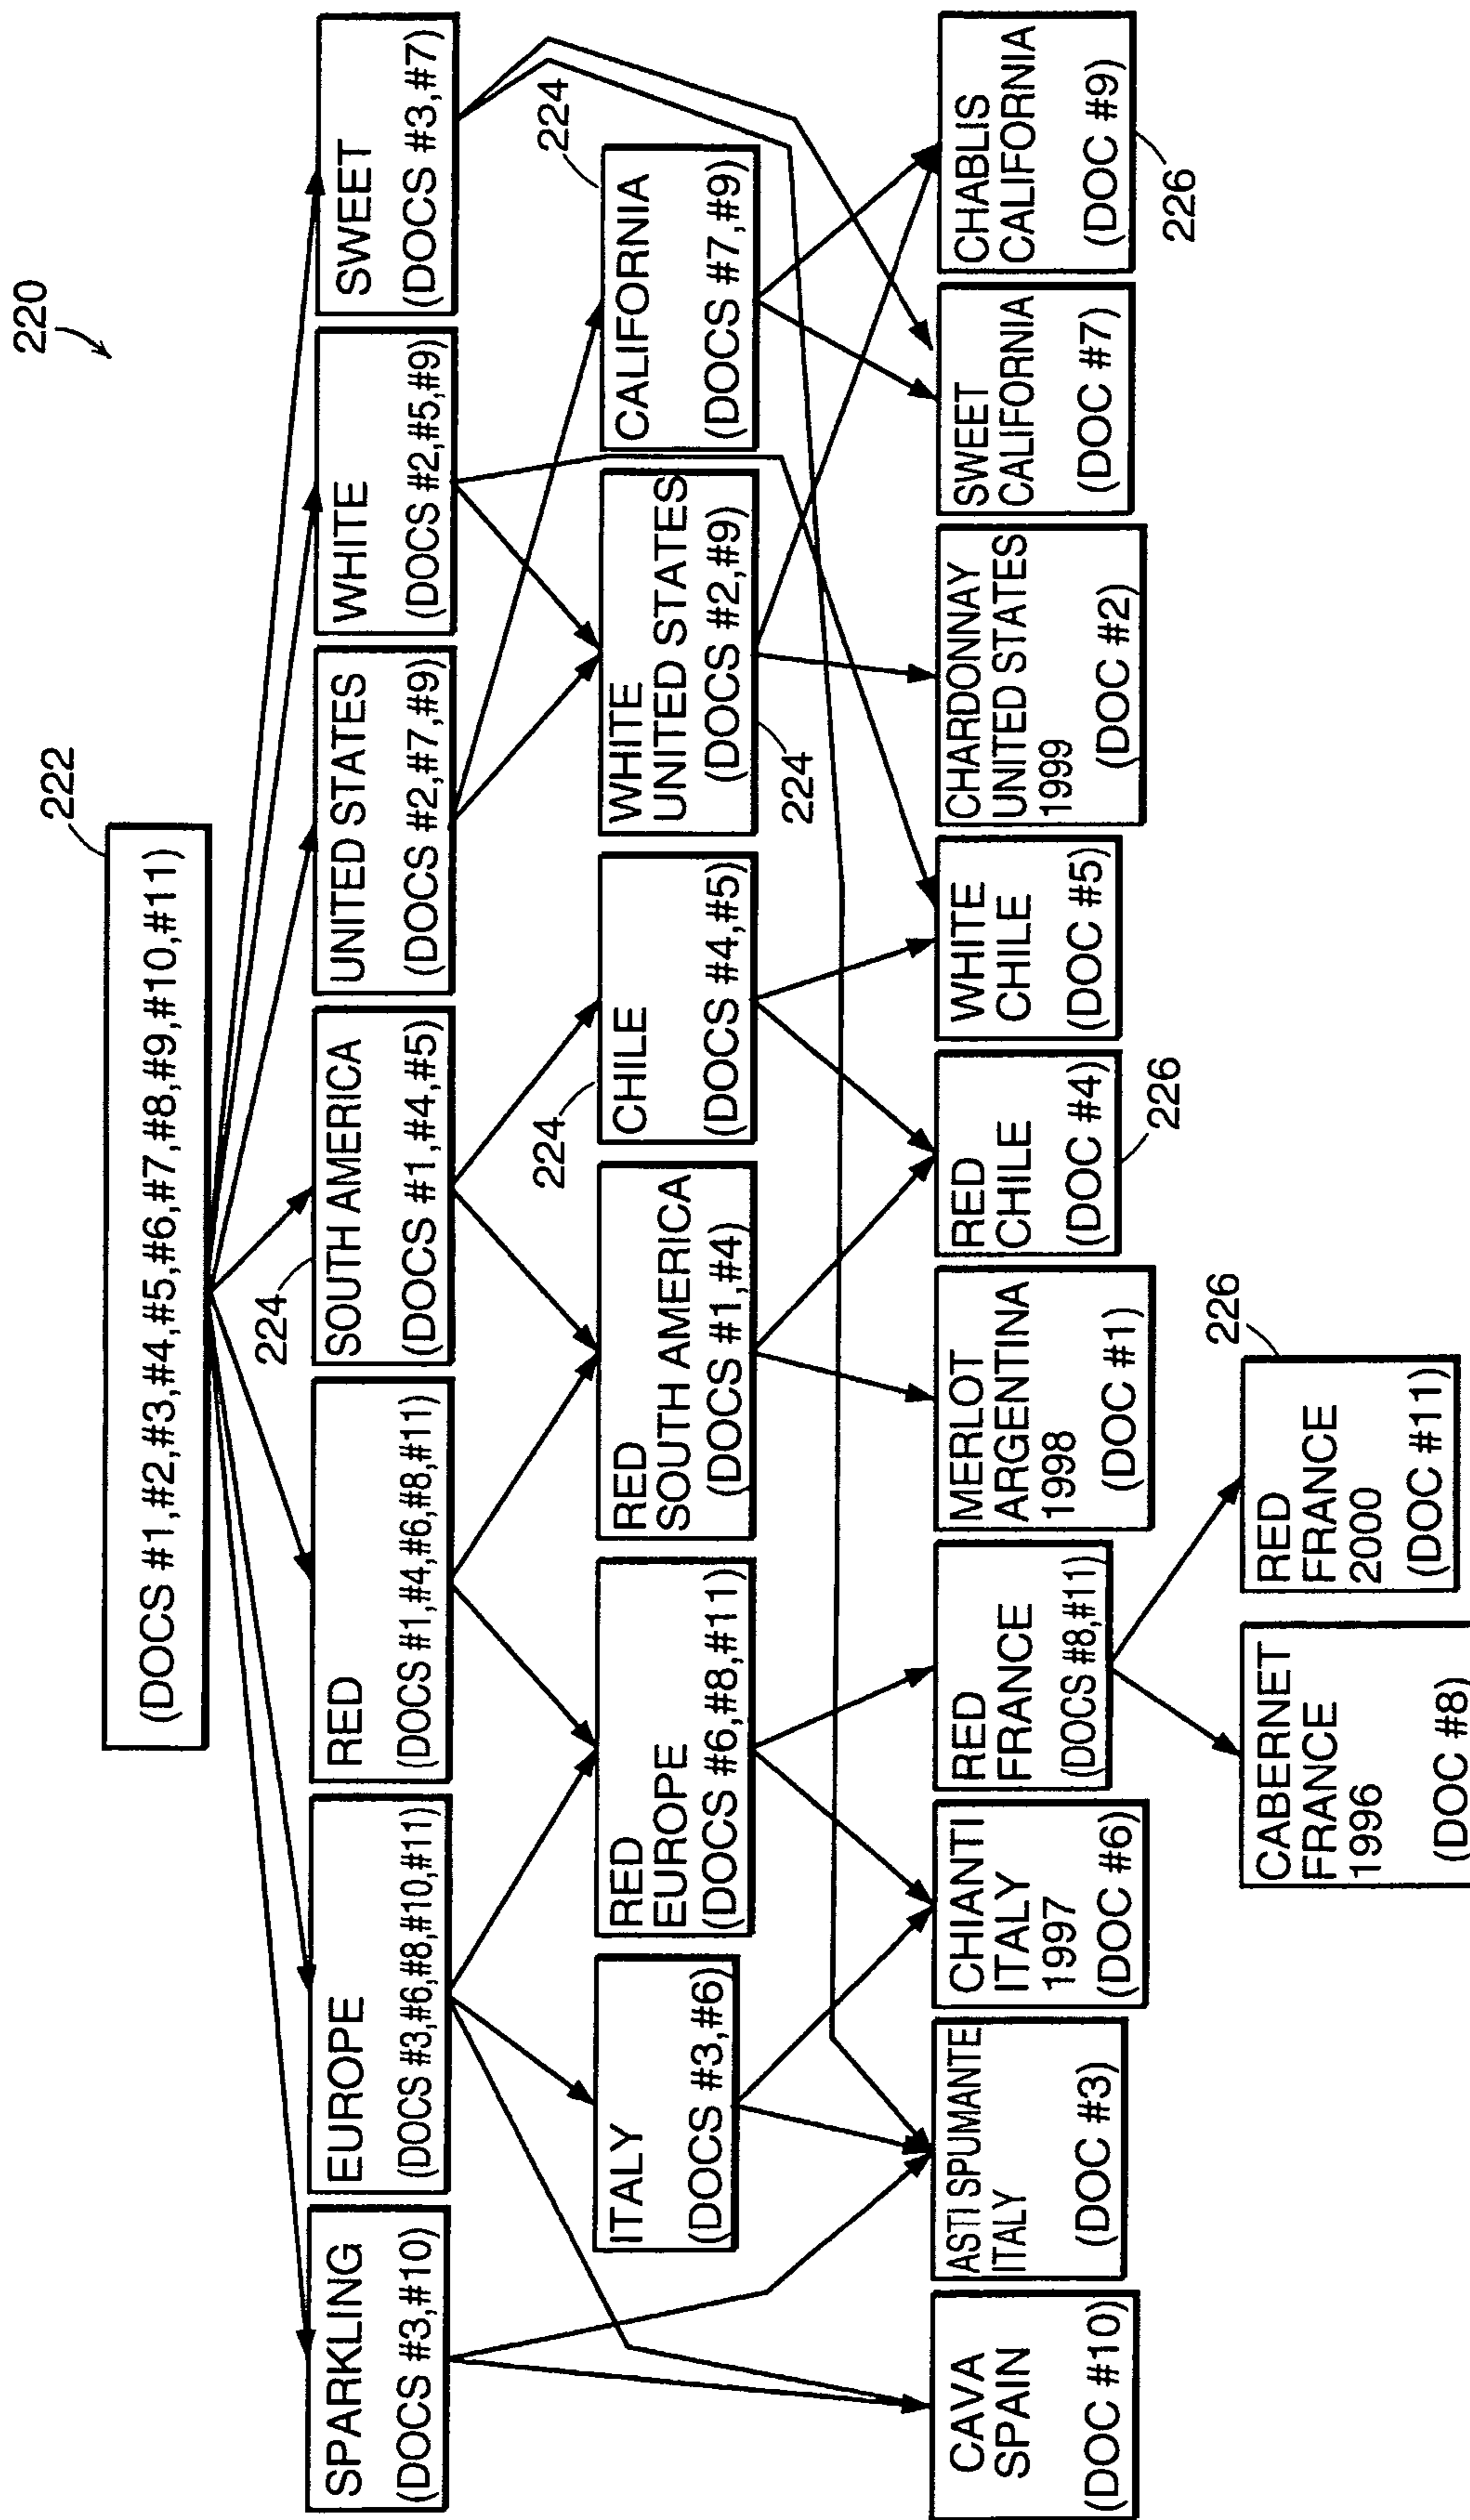 220
222
(DOCS #1,#2,#3,#4,#5,#6,#7,#8,#9,#10,#11)
SPARKLING
(DOCS #3,#10)
EUROPE
(DOCS #3,#6,#8,#10,#11)
RED
(DOCS #1,#4,#6,#8,#11)
224
SOUTH AMERICA
(DOCS #1,#4,#5)
UNITED STATES
(DOCS #2,#7,#9)
WHITE
(DOCS #2,#5,#9)
SWEET
(DOCS #3,#7)
ITALY
(DOCS #3,#6)
RED
EUROPE
(DOCS #6,#8,#11)
RED
SOUTH AMERICA
(DOCS #1,#4)
224
CHILE
(DOCS #4,#5)
WHITE
UNITED STATES
(DOCS #2,#9)
224
224
CALIFORNIA
(DOCS #7,#9)
CAVA
SPAIN
(DOC #10)
ASTI SPUMANTE
ITALY
(DOC #3)
CHIANTI
ITALY
1997
(DOC #6)
RED
FRANCE
(DOCS #8,#11)
MERLOT
ARGENTINA
1998
(DOC #1)
RED
CHILE
(DOC #4)
226
WHITE
CHILE
(DOC #5)
CHARDONNAY
UNITED STATES
1999
(DOC #2)
SWEET
CALIFORNIA
(DOC #7)
CHABLIS
CALIFORNIA
(DOC #9)
226
CABERNET
FRANCE
1996
(DOC #8)
226
RED
FRANCE
2000
(DOC #11)